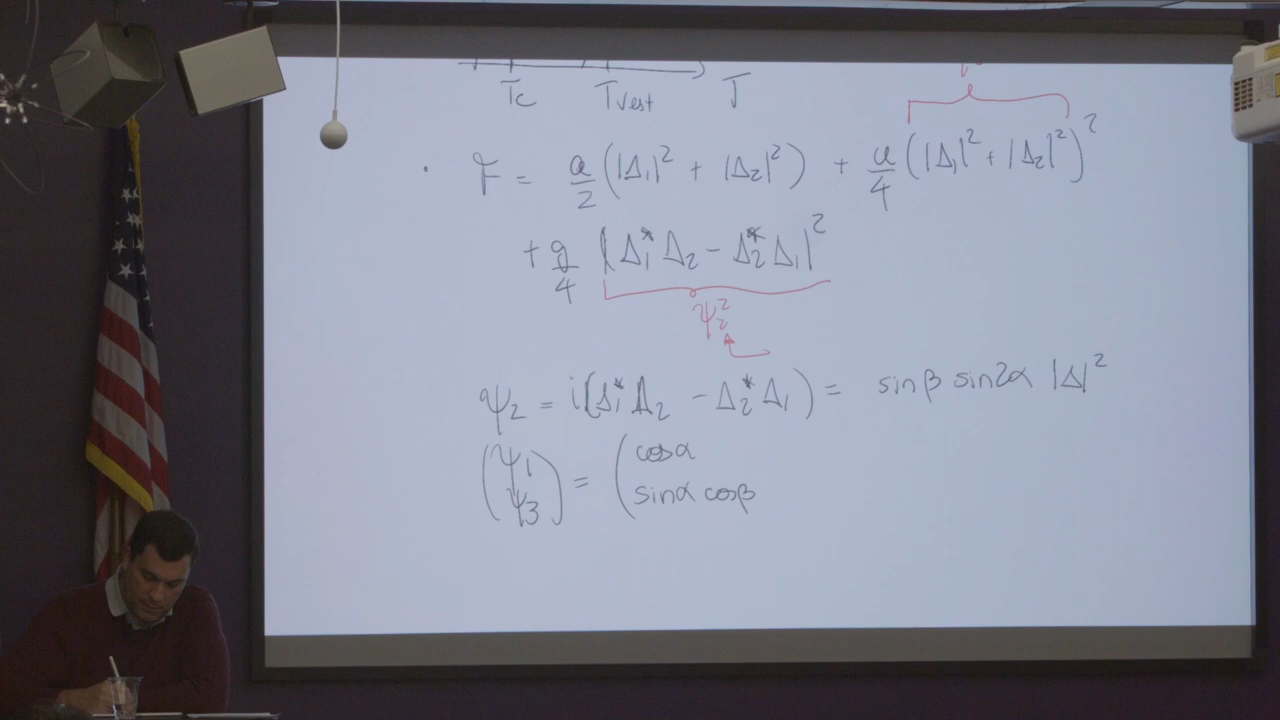 Tc Tvest T
F = a/2 (|Δ₁|² + |Δ₂|²) + u/4 (|Δ₁|² + |Δ₂|²)²
+ g/4 |Δ₁* Δ₂ - Δ₂* Δ₁|²
ψ₂²
ψ₂ = i(Δ₁* Δ₂ - Δ₂* Δ₁) = sinβ sin2α |Δ|²
(ψ₁ ψ₃) = (cosα
sinα cosβ